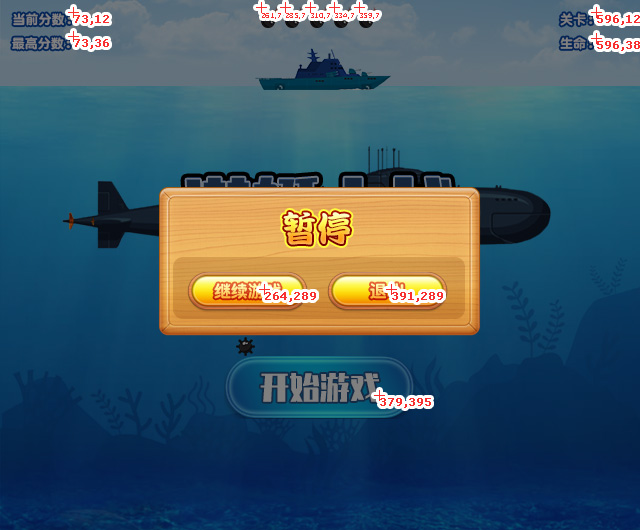 当前分数: 73,12
261,7 285,7 310,7 334,7 359,7
关卡: 596,12
最高分数: 73,36
生命: 596,38
暂停
继续游戏 264,289
退出 391,289
开始游戏
379,395